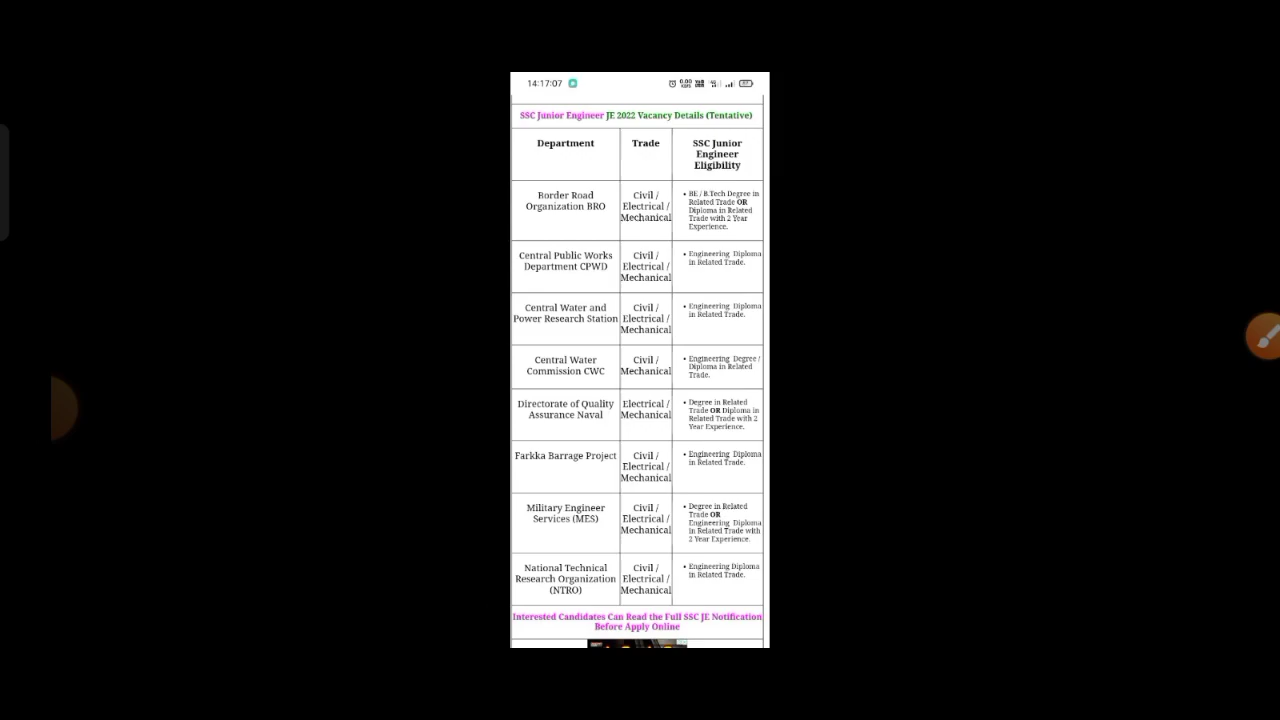 14:17:07
SSC Junior Engineer JE 2022 Vacancy Details (Tentative)
Department
Trade
SSC Junior
Engineer
Eligibility
Border Road
Organization BRO
Civil /
Electrical /
Mechanical
• BE / B.Tech Degree in
Related Trade OR
Diploma in Related
Trade with 2 Year
Experience.
Central Public Works
Department CPWD
Civil /
Electrical /
Mechanical
• Engineering Diploma
in Related Trade.
Central Water and
Power Research Station
Civil /
Electrical /
Mechanical
• Engineering Diploma
in Related Trade.
Central Water
Commission CWC
Civil /
Mechanical
• Engineering Degree /
Diploma in Related
Trade.
Directorate of Quality
Assurance Naval
Electrical /
Mechanical
• Degree in Related
Trade OR Diploma in
Related Trade with 2
Year Experience.
Farkka Barrage Project
Civil /
Electrical /
Mechanical
• Engineering Diploma
in Related Trade.
Military Engineer
Services (MES)
Civil /
Electrical /
Mechanical
• Degree in Related
Trade OR
Engineering Diploma
in Related Trade with
2 Year Experience.
National Technical
Research Organization
(NTRO)
Civil /
Electrical /
Mechanical
• Engineering Diploma
in Related Trade.
Interested Candidates Can Read the Full SSC JE Notification
Before Apply Online